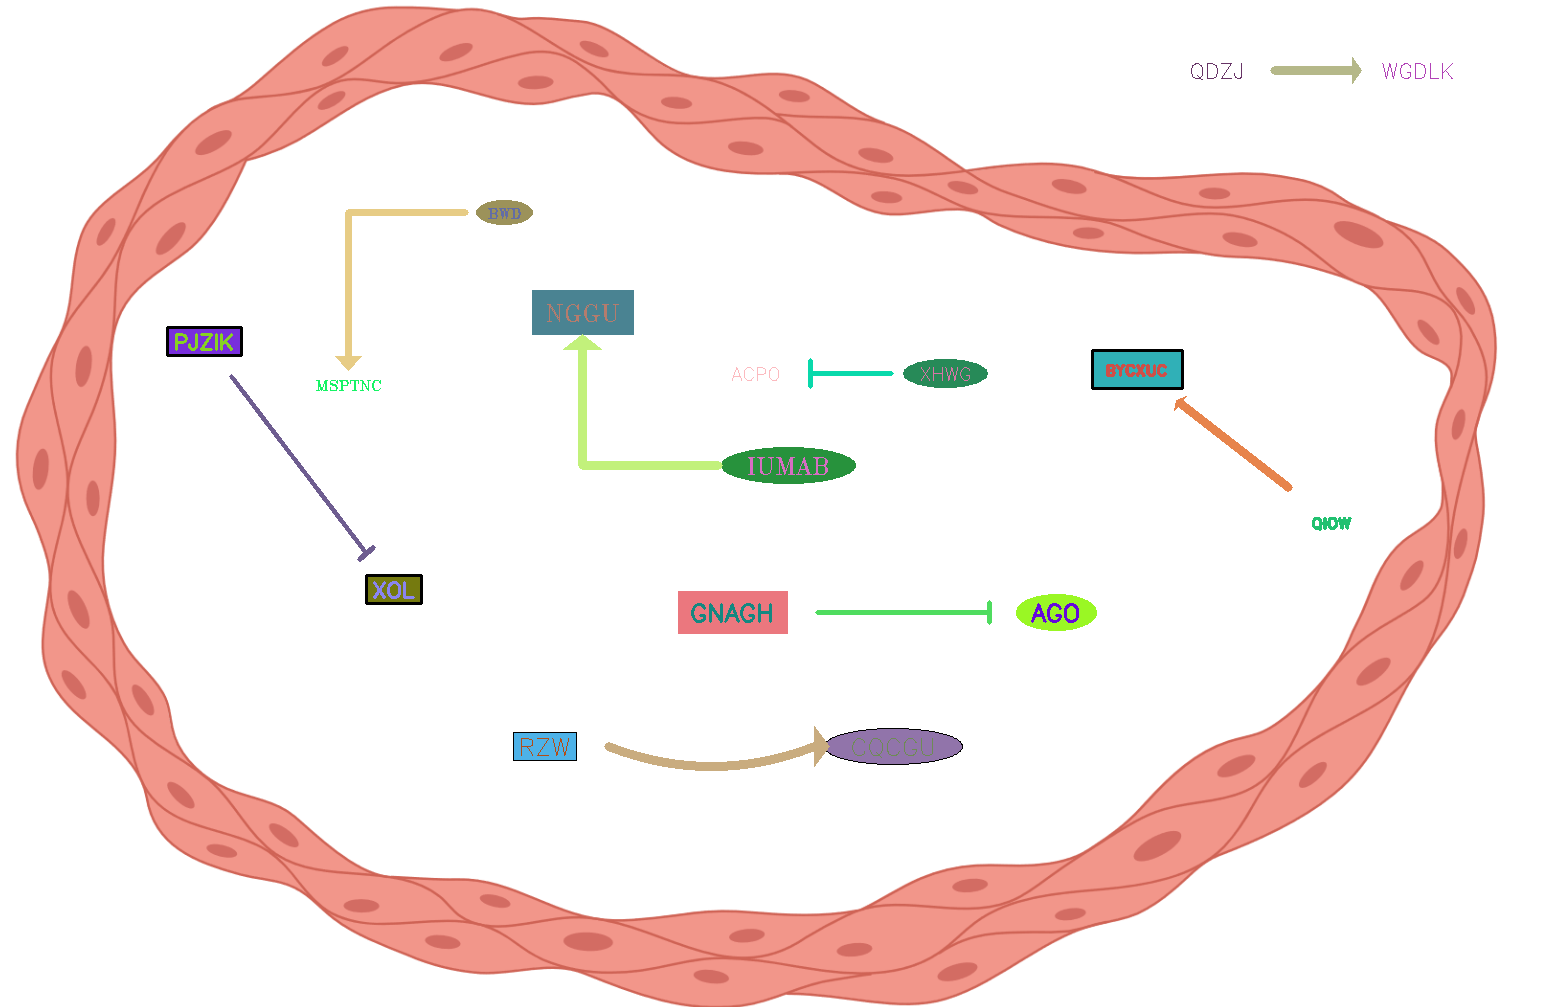 QDZJ
WGDLK
BWD
NGGU
PJZIK
MSPTNC
ACPO
XHWG
BYCXUC
IUMAB
QIOW
XOL
GNAGH
AGO
RZW